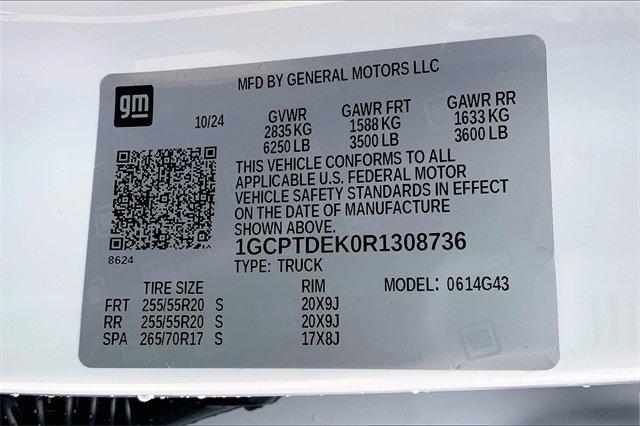 MFD BY GENERAL MOTORS LLC
gm
10/24
GVWR GAWR FRT GAWR RR
2835 KG 1588 KG 1633 KG
6250 LB 3500 LB 3600 LB
THIS VEHICLE CONFORMS TO ALL
APPLICABLE U.S. FEDERAL MOTOR
VEHICLE SAFETY STANDARDS IN EFFECT
ON THE DATE OF MANUFACTURE
SHOWN ABOVE.
8624
1GCPTDEK0R1308736
TYPE: TRUCK
TIRE SIZE RIM MODEL: 0614G43
FRT 255/55R20 S 20X9J
RR 255/55R20 S 20X9J
SPA 265/70R17 S 17X8J